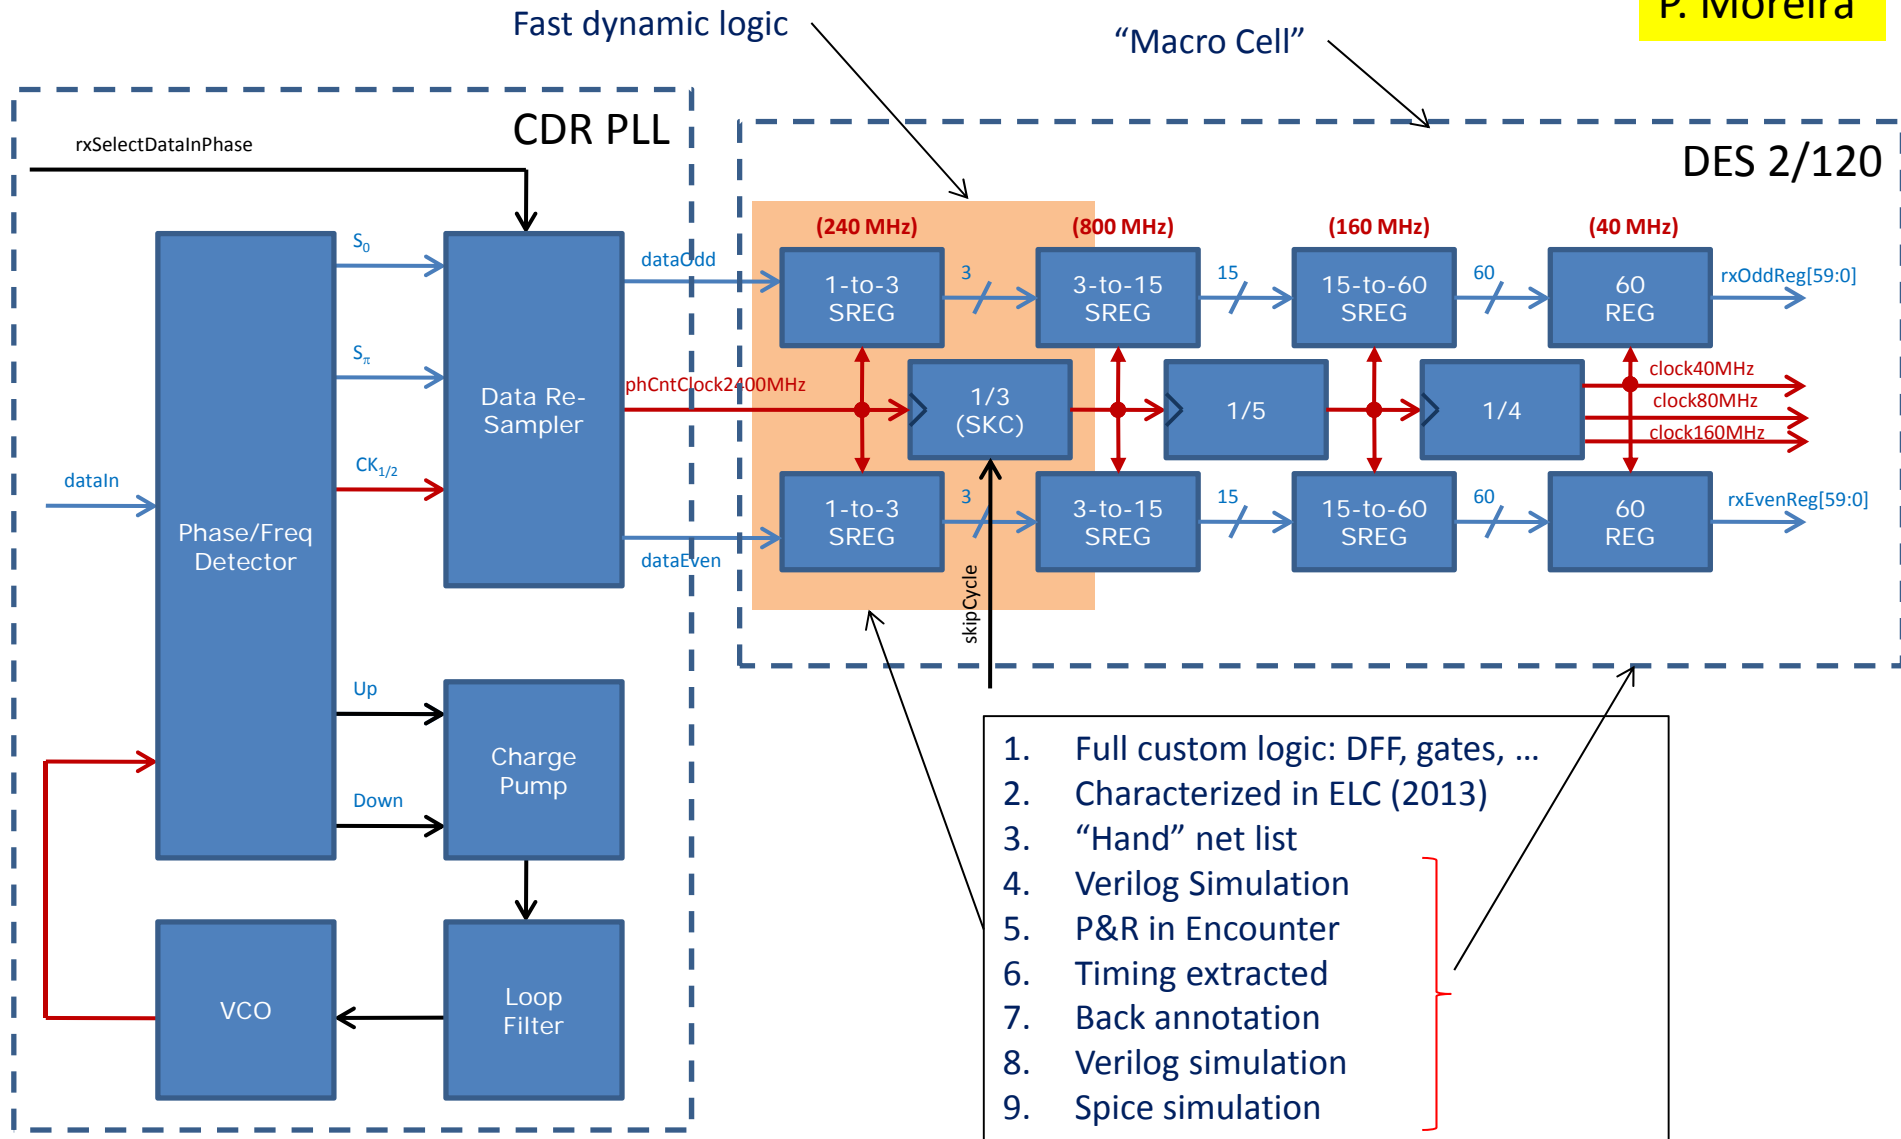 Fast dynamic logic
“Macro Cell”
P. Moreira
CDR PLL
rxSelectDataInPhase
DES 2/120
(240 MHz)
(800 MHz)
(160 MHz)
(40 MHz)
S0
dataOdd
1-to-3
SREG
3
3-to-15
SREG
15
15-to-60
SREG
60
60
REG
rxOddReg[59:0]
Sπ
Data Re-
Sampler
phCntClock2400MHz
1/3
(SKC)
1/5
1/4
clock40MHz
clock80MHz
clock160MHz
dataIn
CK1/2
Phase/Freq
Detector
dataEven
1-to-3
SREG
3
3-to-15
SREG
15
15-to-60
SREG
60
60
REG
rxEvenReg[59:0]
skipCycle
Up
Charge
Pump
Down
VCO
Loop
Filter
1. Full custom logic: DFF, gates, …
2. Characterized in ELC (2013)
3. “Hand” net list
4. Verilog Simulation
5. P&R in Encounter
6. Timing extracted
7. Back annotation
8. Verilog simulation
9. Spice simulation